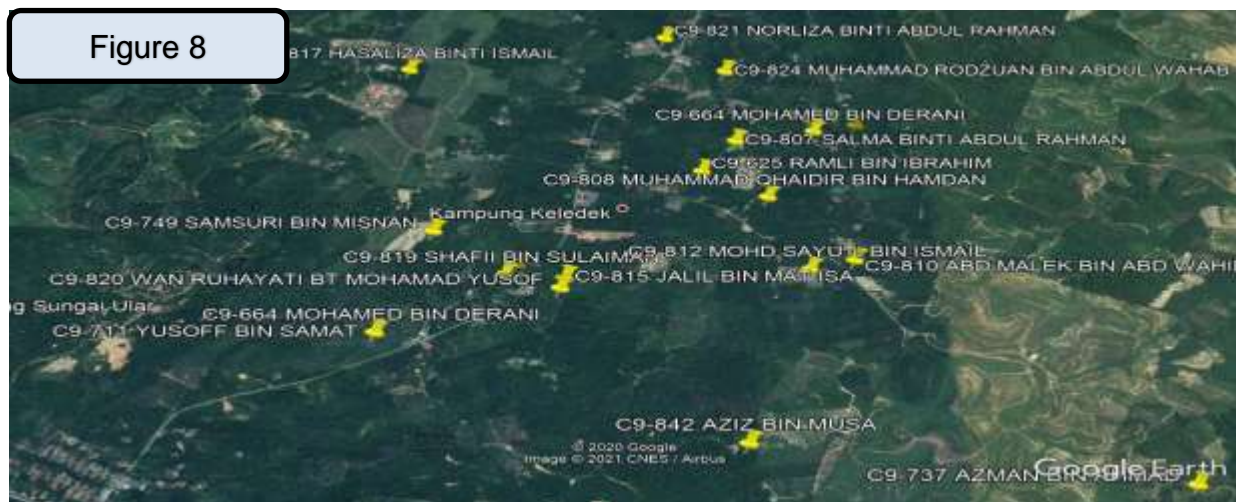 Figure 8
C9-821 NORLIZA BINTI ABDUL RAHMAN
817 HASALIZA BINTI ISMAIL
C9-824 MUHAMMAD RODZUAN BIN ABDUL WAHAB
C9-664 MOHAMED BIN DERANI
C9-807 SALMA BINTI ABDUL RAHMAN
C9-625 RAMLI BIN IBRAHIM
C9-808 MUHAMMAD QHAIDIR BIN HAMDAN
C9-749 SAMSURI BIN MISNAN
Kampung Keledek
C9-819 SHAFII BIN SULAIMAN
C9-812 MOHD SAYUTI BIN ISMAIL
C9-810 ABD MALEK BIN ABD WAHI
C9-820 WAN RUHAYATI BT MOHAMAD YUSOF
C9-815 JALIL BIN
g Sungai Ular
C9-664 MOHAMED BIN DERANI
C9-711 YUSOFF BIN SAMAT
C9-842 AZIZ BIN MUSA
© 2020 Google
Image © 2021 CNES / Airbus
C9-737 AZMAN BIN
Google Earth